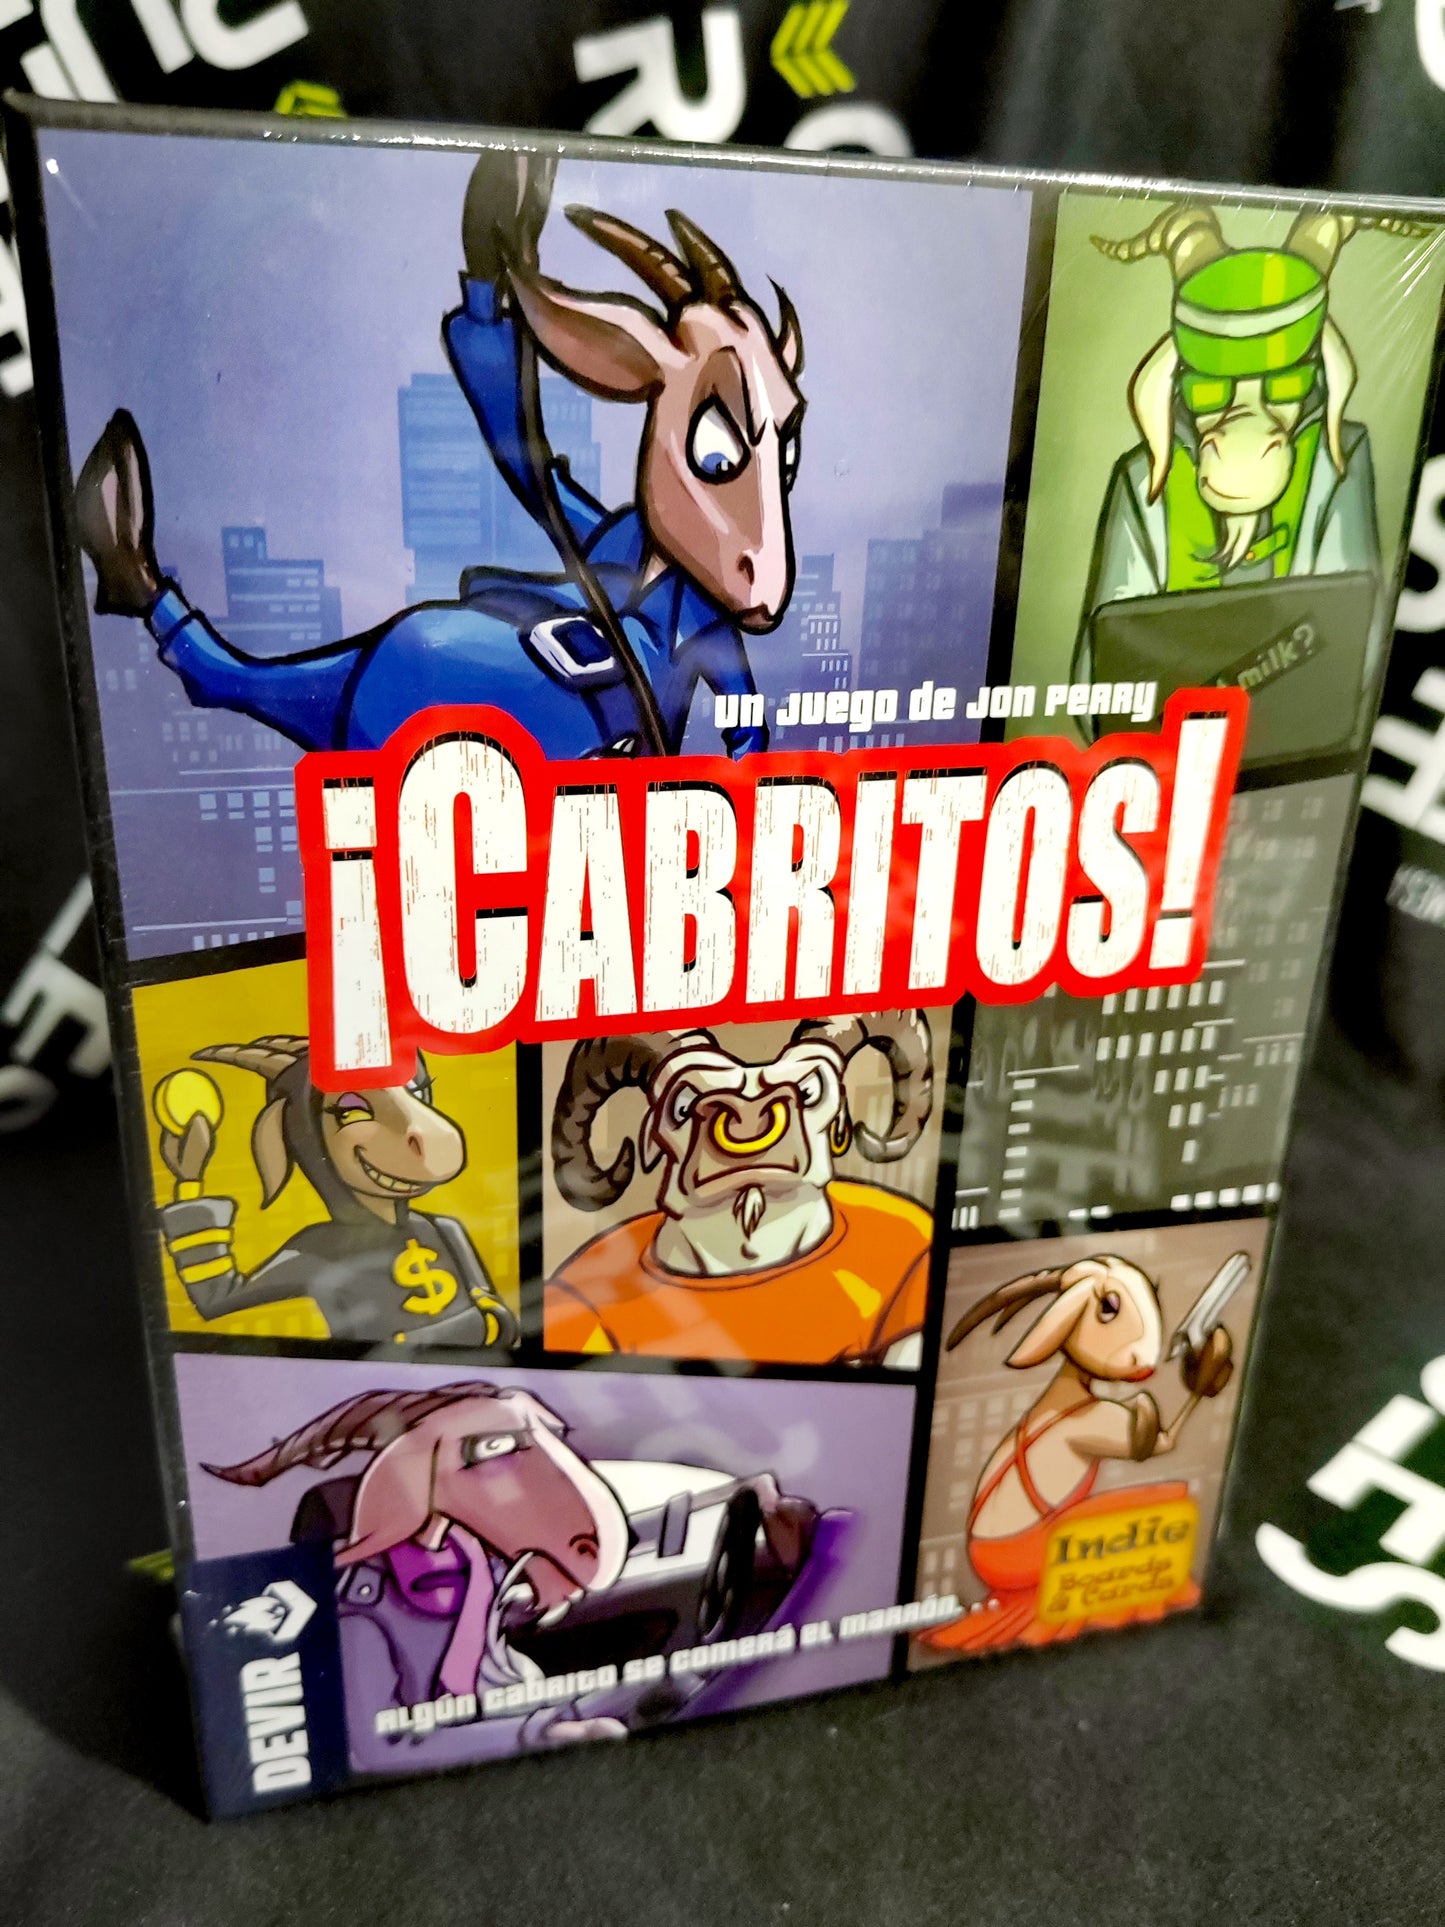 milk?
un juego de Jon Perry
¡CABRITOS!
$
Indie
Boards
& Cards
Algún cabrito se comerá el marrón...
DEVIR